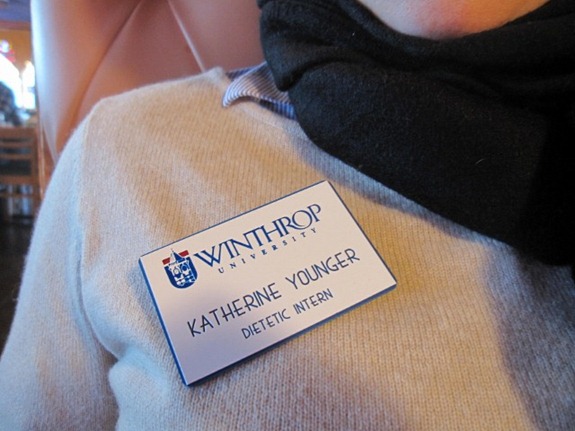 WINTHROP
UNIVERSITY
KATHERINE YOUNGER
DIETETIC INTERN